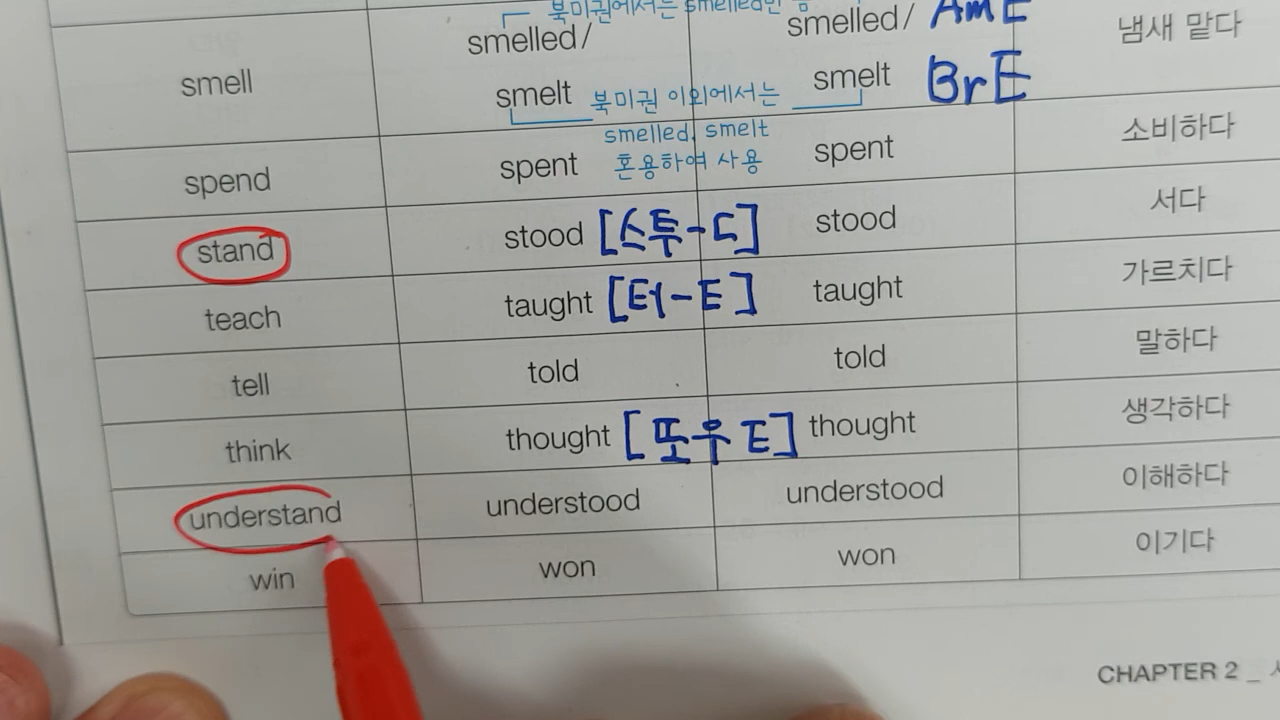 북미권에서는 smelled만
smelled/ smelled/ AmE
smell 냄새 맡다
smelt smelt BrE
북미권 이외에서는
smelled, smelt
혼용하여 사용
spend spent spent 소비하다
stand stood [스투-드] stood 서다
teach taught [터-트] taught 가르치다
tell told told 말하다
think thought [또우트] thought 생각하다
understand understood understood 이해하다
win won won 이기다
CHAPTER 2 _